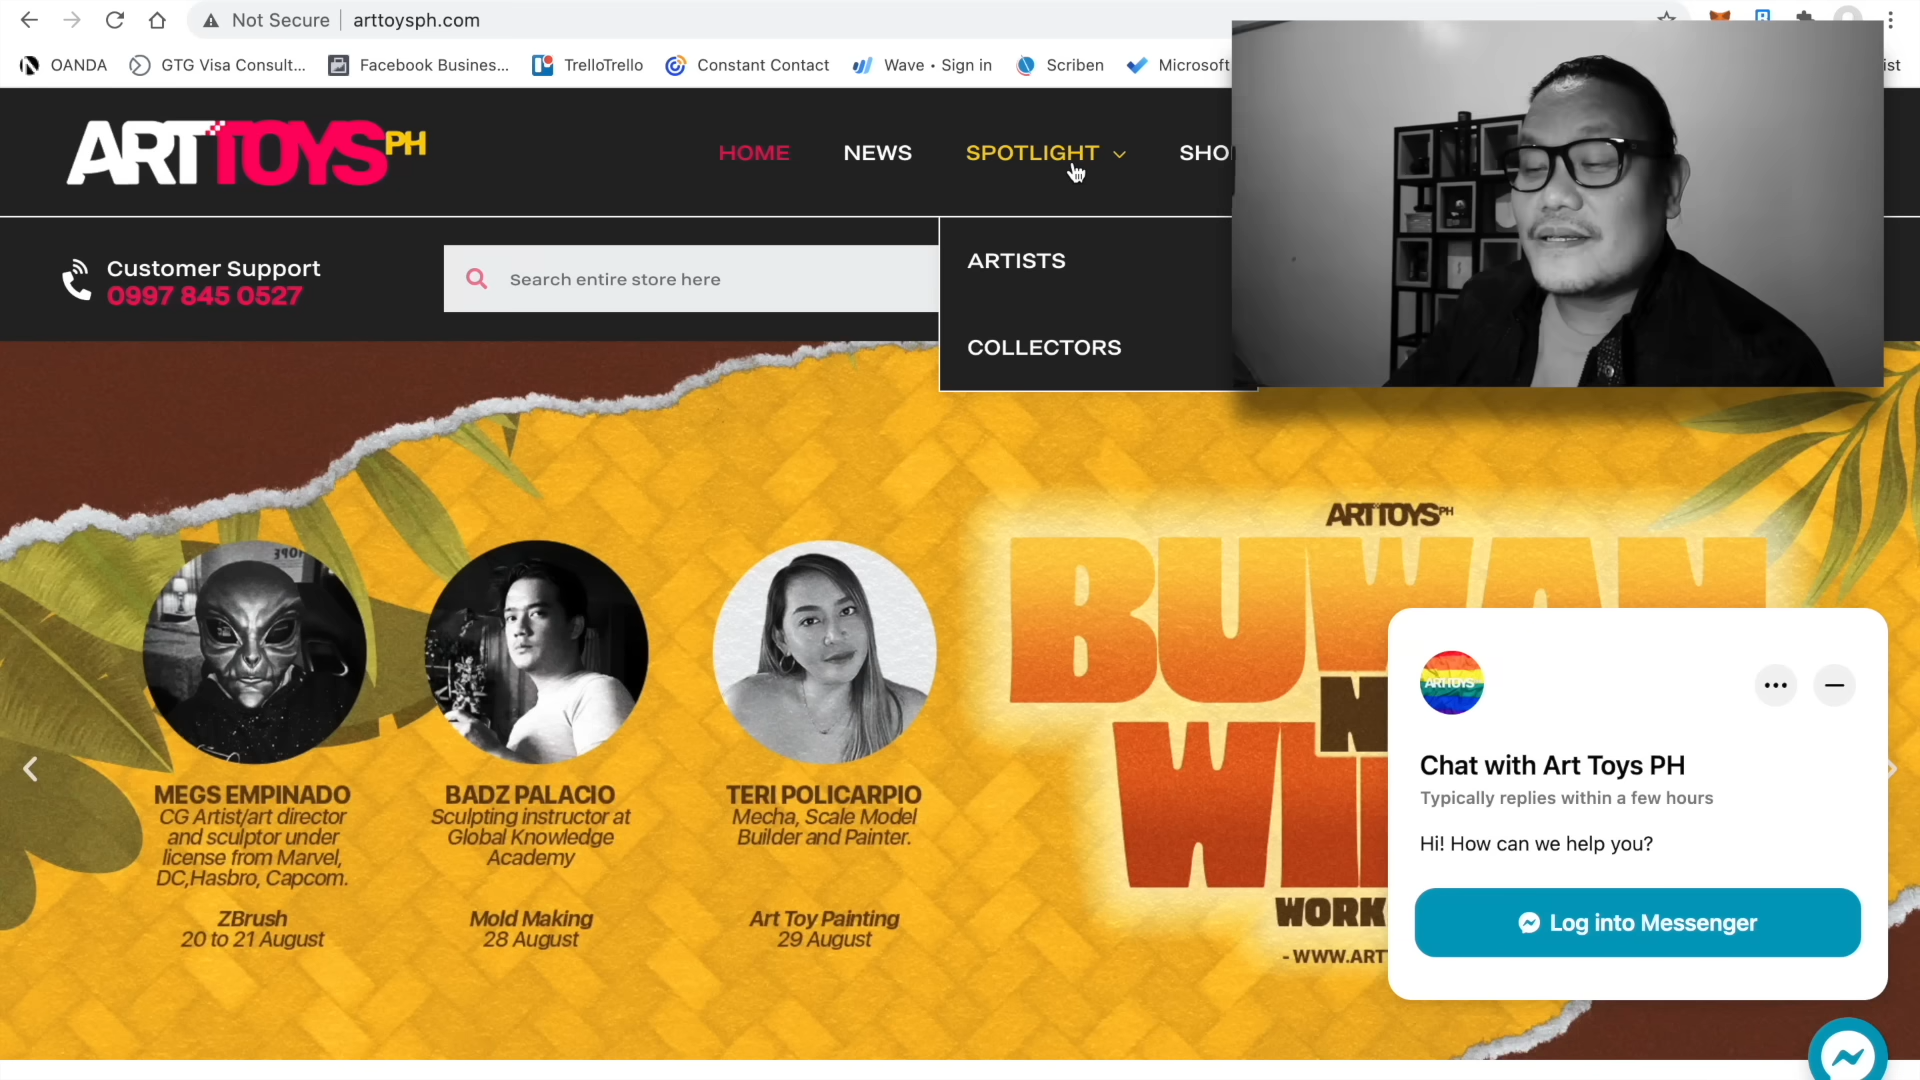 Not Secure
arttoysph.com
OANDA
GTG Visa Consult...
Facebook Busines...
TrelloTrello
Constant Contact
Wave • Sign in
Scriben
Microsoft
ist
ARTTOYSPH
HOME
NEWS
SPOTLIGHT
SHO
ARTISTS
COLLECTORS
Customer Support
0997 845 0527
Search entire store here
ARTTOYSPH
BUWAN
N
WORK
- WWW.ART
MEGS EMPINADO
CG Artist/art director
and sculptor under
license from Marvel,
DC,Hasbro, Capcom.
ZBrush
20 to 21 August
BADZ PALACIO
Sculpting instructor at
Global Knowledge
Academy
Mold Making
28 August
TERI POLICARPIO
Mecha, Scale Model
Builder and Painter.
Art Toy Painting
29 August
ARTTOYS
Chat with Art Toys PH
Typically replies within a few hours
Hi! How can we help you?
Log into Messenger